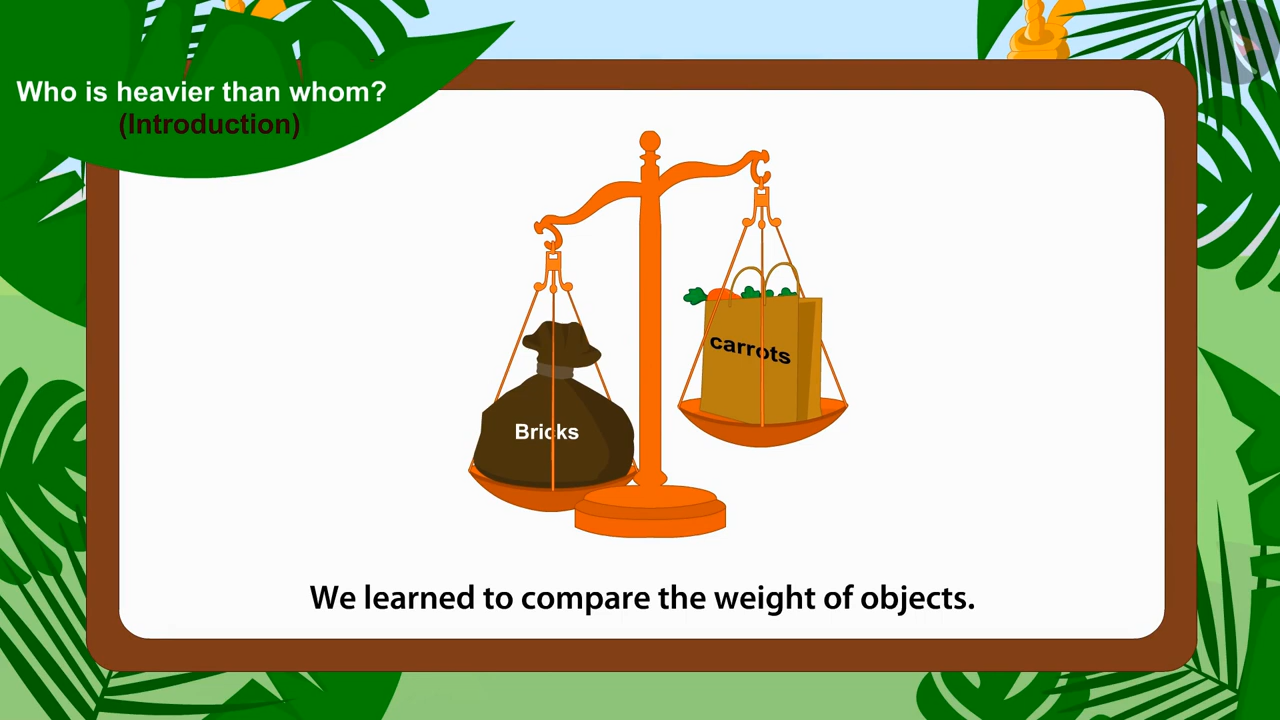 Who is heavier than whom?
(Introduction)
carrots
Bricks
We learned to compare the weight of objects.